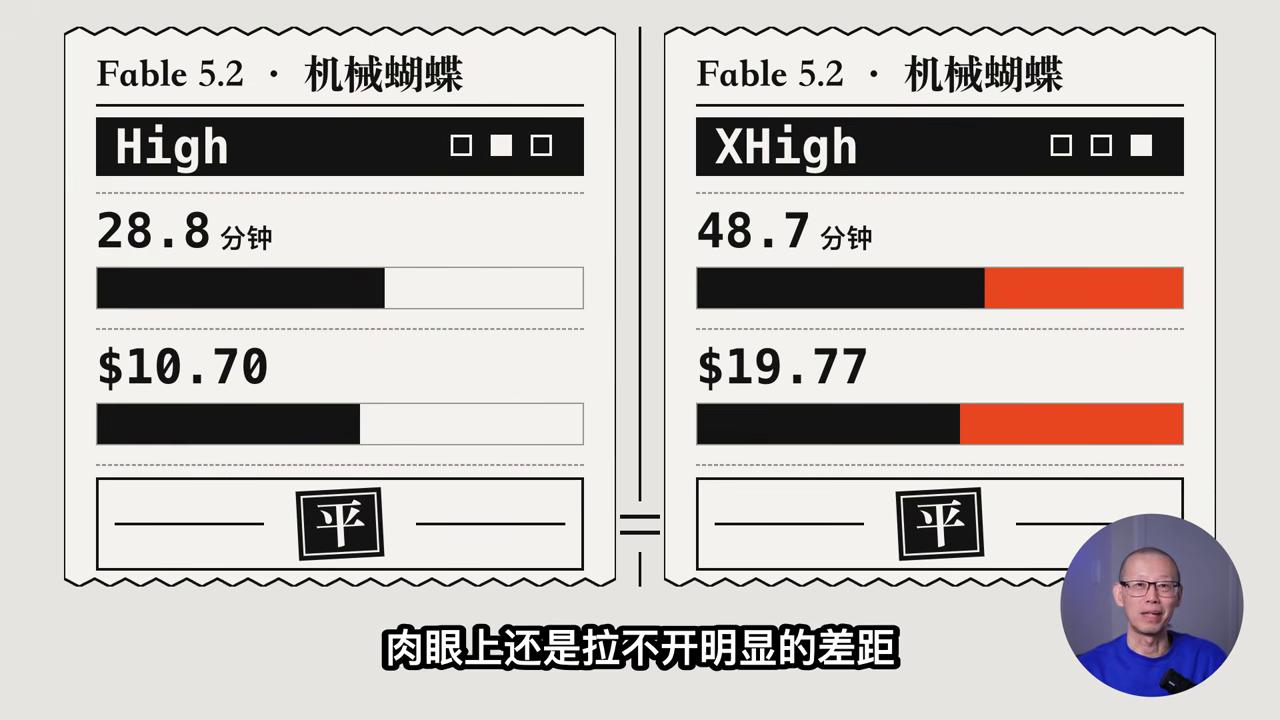 Fable 5.2 · 机械蝴蝶
High
28.8 分钟
$10.70
平
Fable 5.2 · 机械蝴蝶
XHigh
48.7 分钟
$19.77
平
肉眼上还是拉不开明显的差距